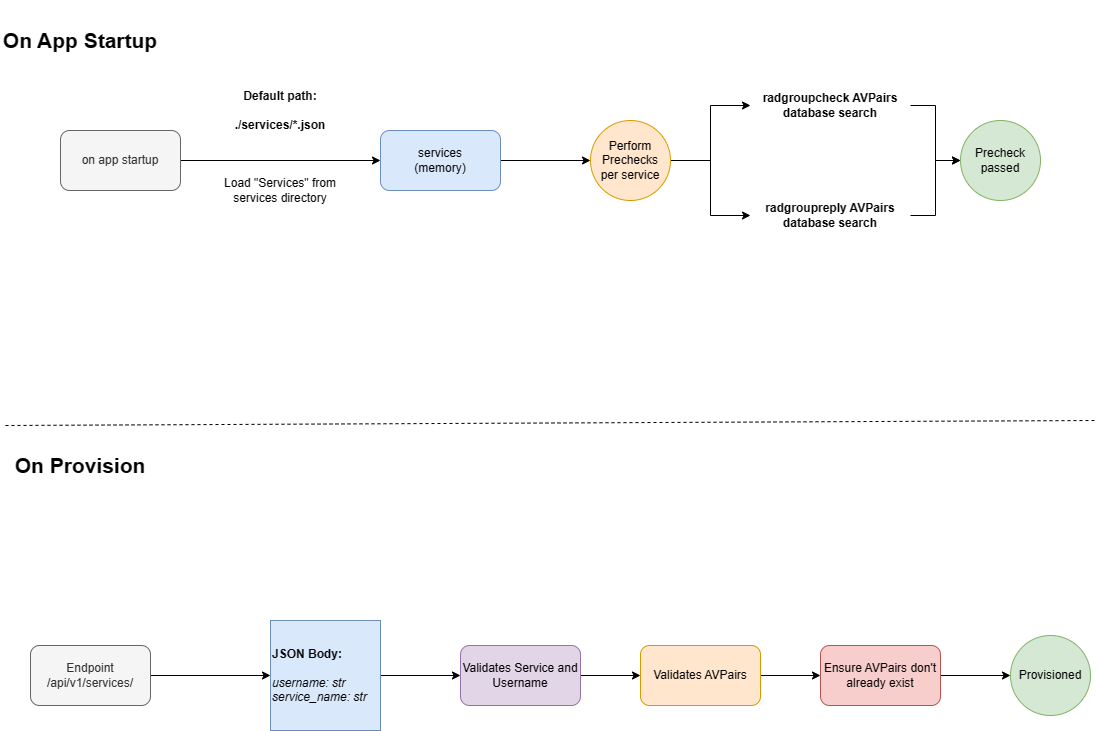 On App Startup
Default path:
./services/*.json
on app startup
Load "Services" from
services directory
services
(memory)
Perform
Prechecks
per service
radgroupcheck AVPairs
database search
radgroupreply AVPairs
database search
Precheck
passed
On Provision
Endpoint
/api/v1/services/
JSON Body:
username: str
service_name: str
Validates Service and
Username
Validates AVPairs
Ensure AVPairs don't
already exist
Provisioned